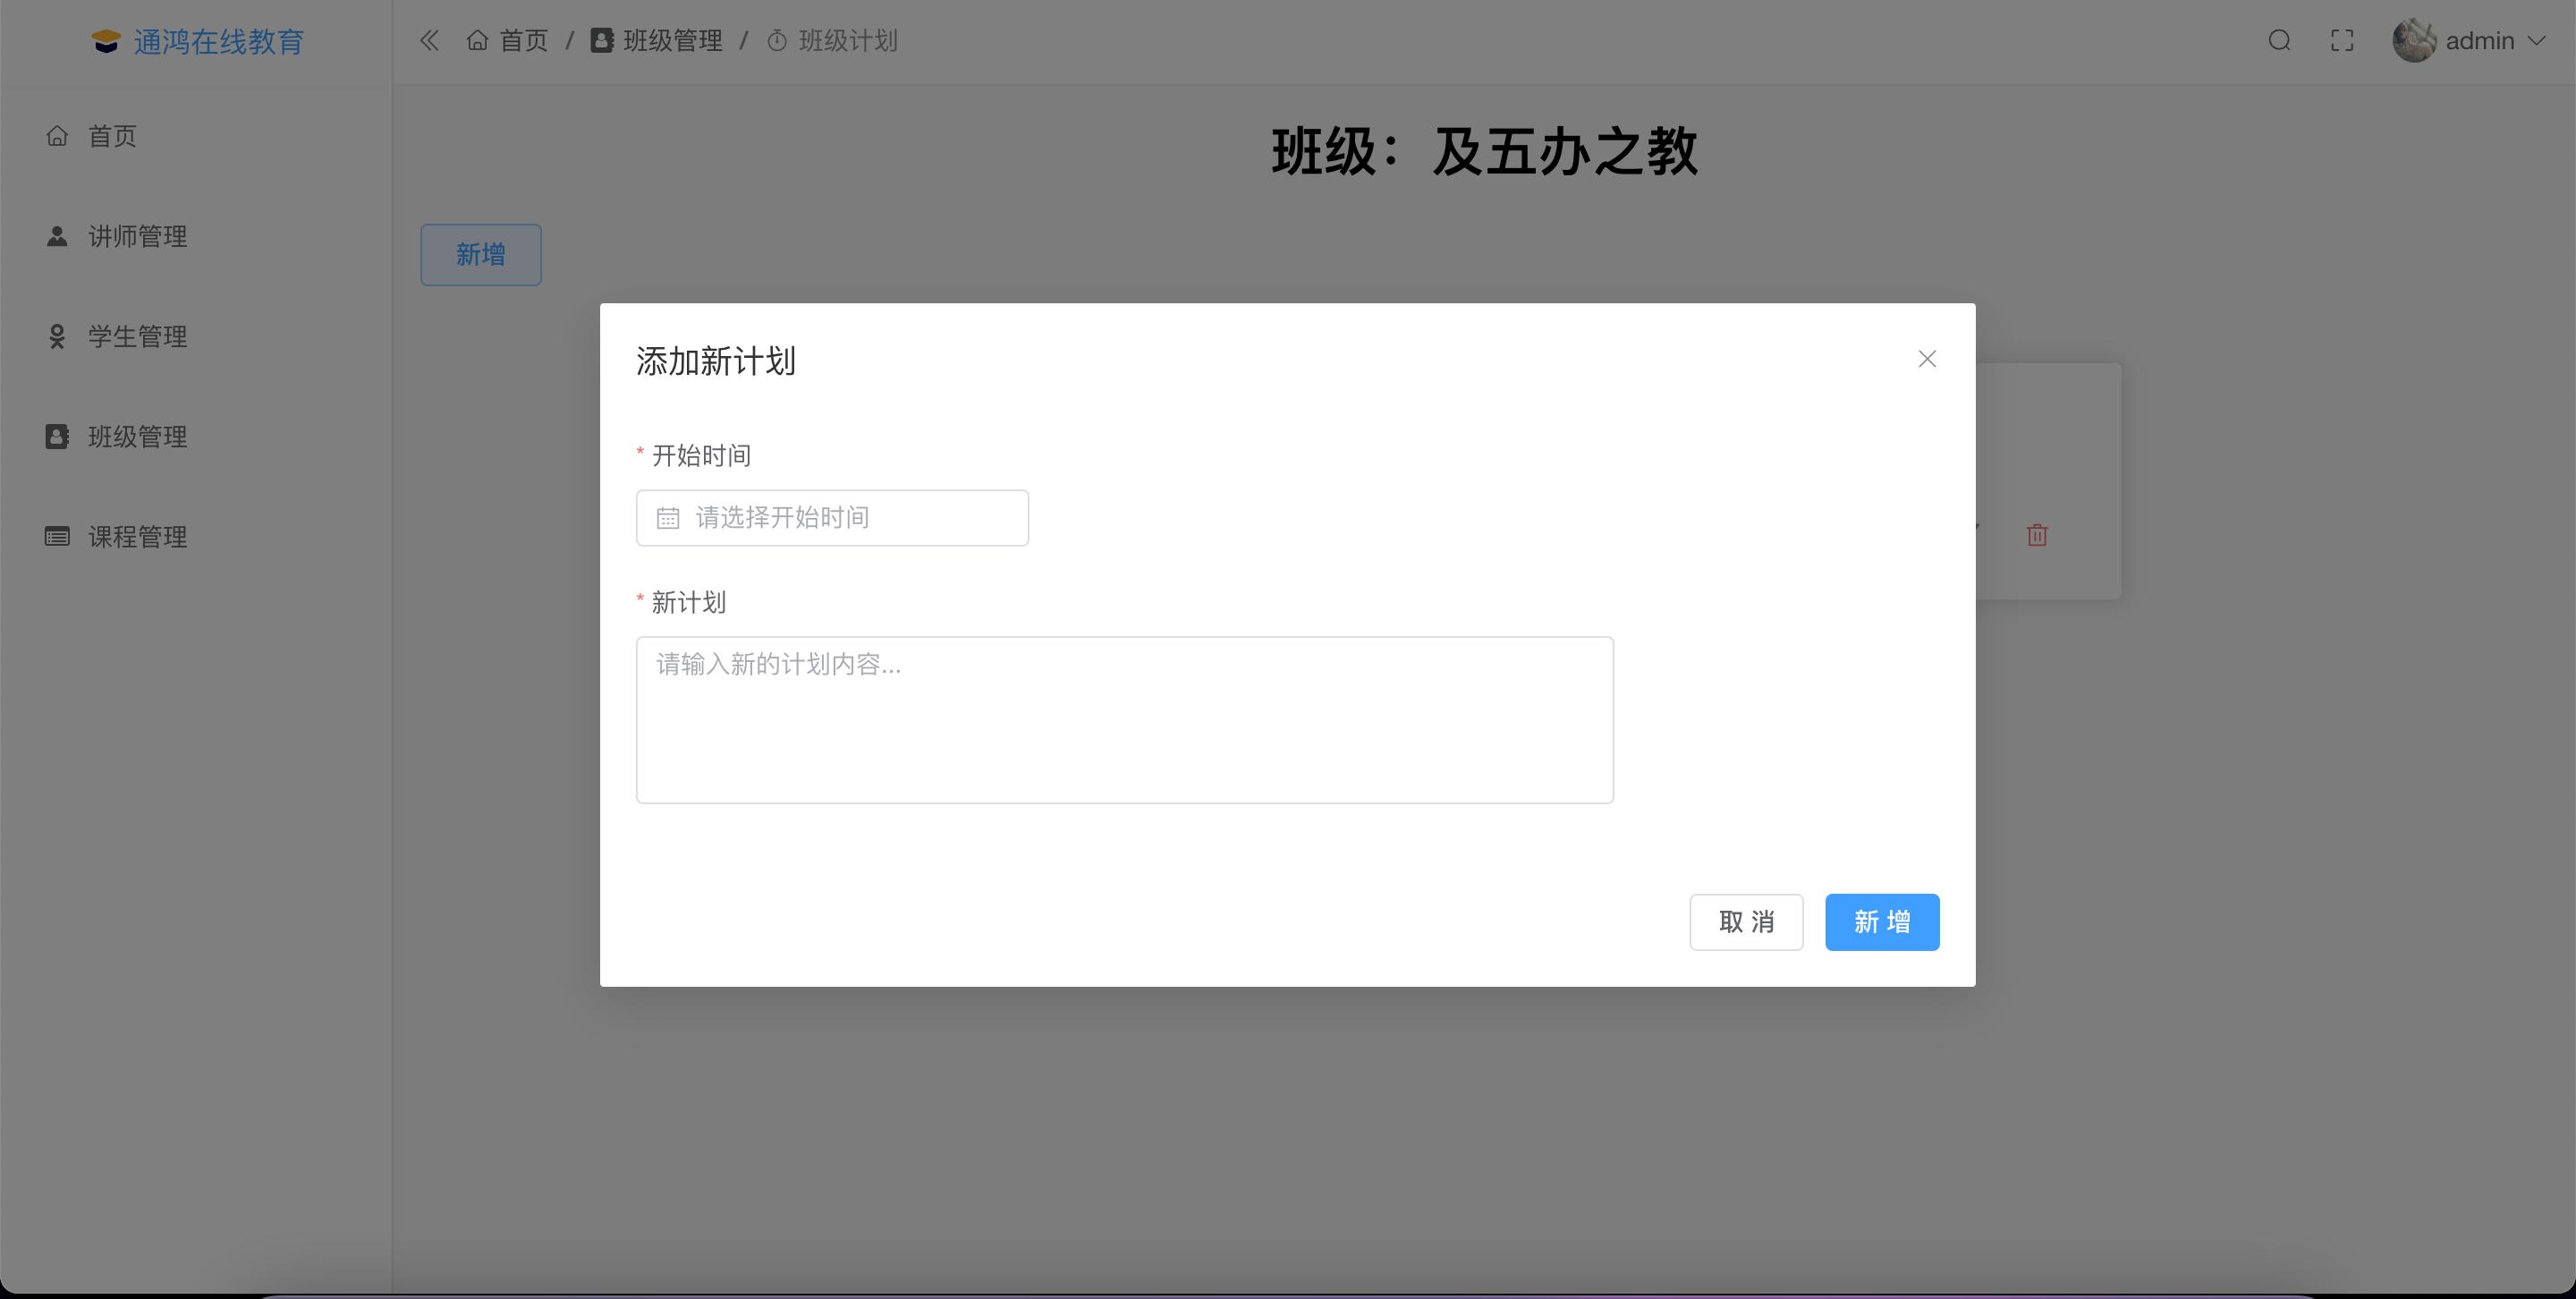 通鸿在线教育
首页 / 班级管理 / 班级计划
admin
首页
讲师管理
学生管理
班级管理
课程管理
班级：及五办之教
新增
添加新计划
* 开始时间
请选择开始时间
* 新计划
请输入新的计划内容...
取 消
新 增